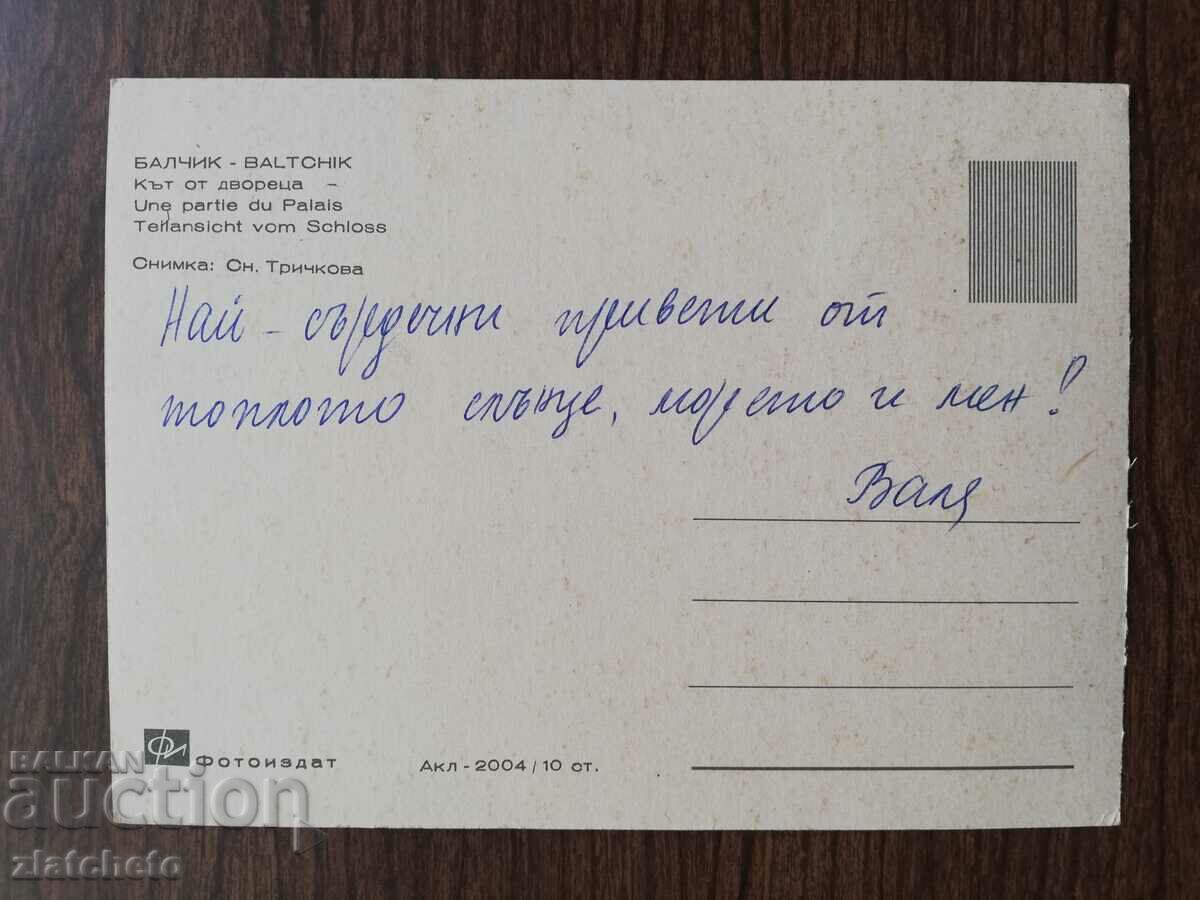 БАЛЧИК - BALTCHIK
Кът от двореца -
Une partie du Palais
Teilansicht vom Schloss
Снимка: Сн. Тричкова
Най - сърдечни привети от
топлото слънце, морето и мен!
Валя
Фотоиздат
Акл - 2004 / 10 ст.
BALKAN
auction
zlatcheto